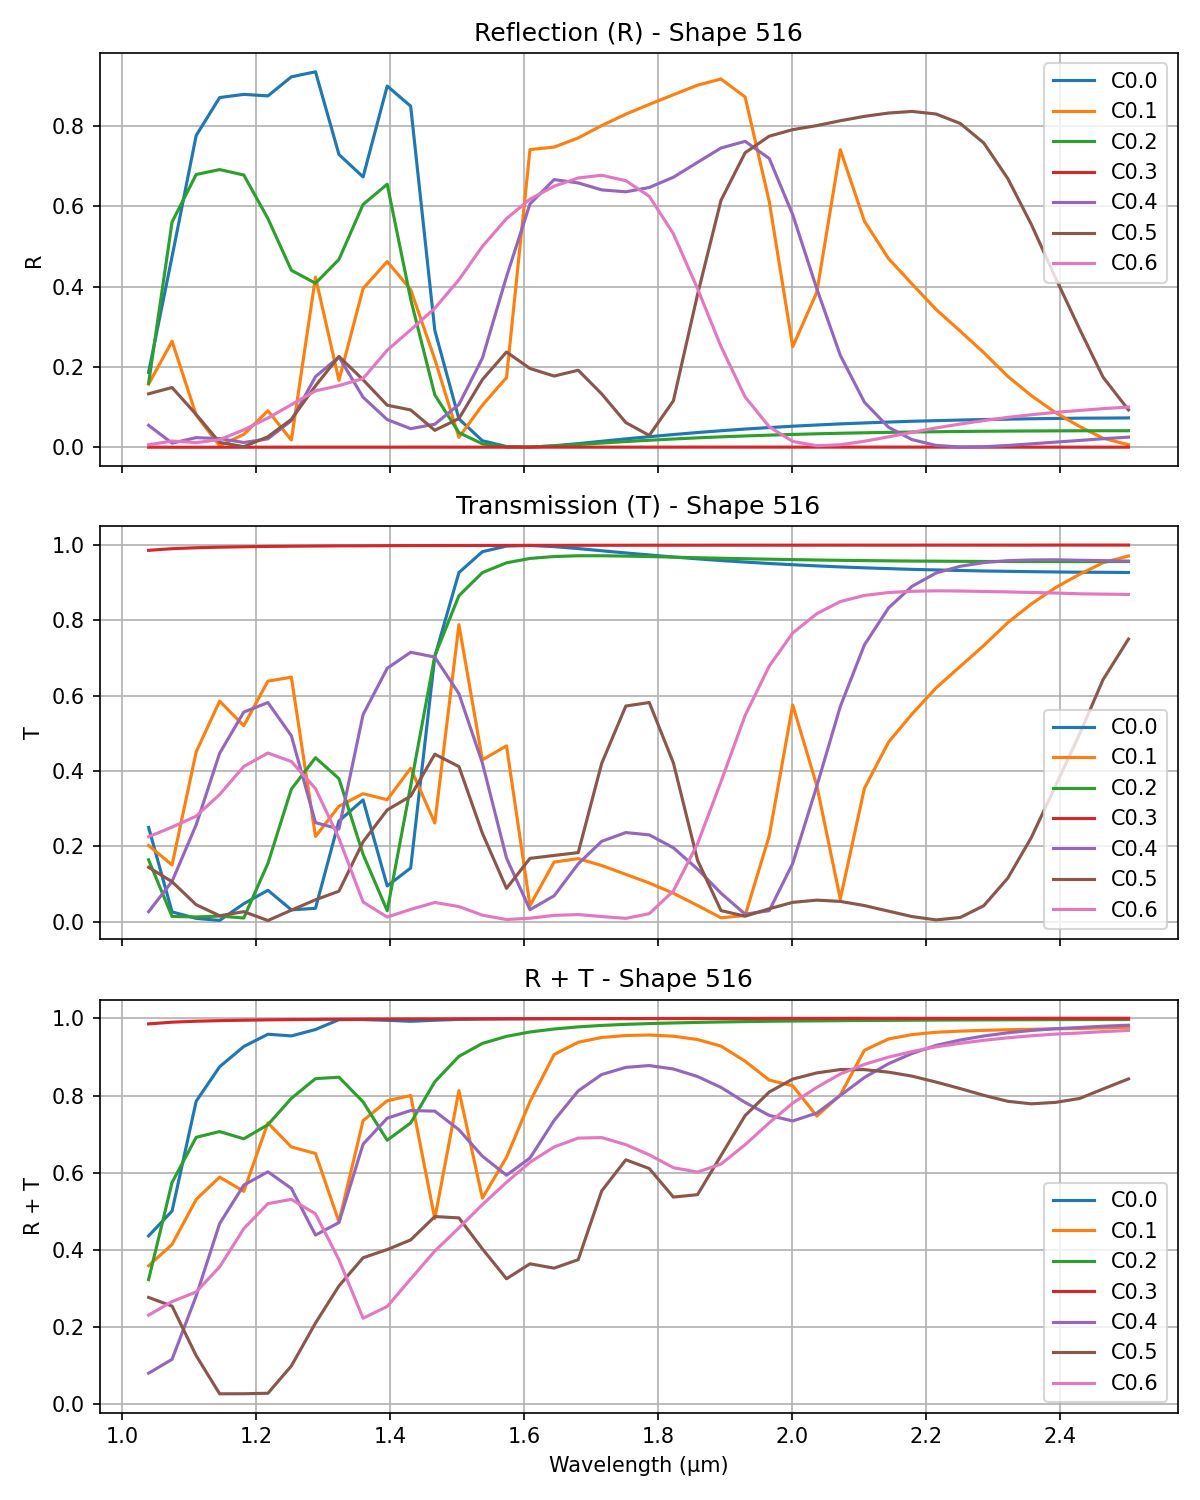 Reflection (R) - Shape 516
R
0.8
0.6
0.4
0.2
0.0
C0.0
C0.1
C0.2
C0.3
C0.4
C0.5
C0.6
Transmission (T) - Shape 516
T
1.0
0.8
0.6
0.4
0.2
0.0
C0.0
C0.1
C0.2
C0.3
C0.4
C0.5
C0.6
R + T - Shape 516
R + T
1.0
0.8
0.6
0.4
0.2
0.0
C0.0
C0.1
C0.2
C0.3
C0.4
C0.5
C0.6
1.0 1.2 1.4 1.6 1.8 2.0 2.2 2.4
Wavelength (μm)